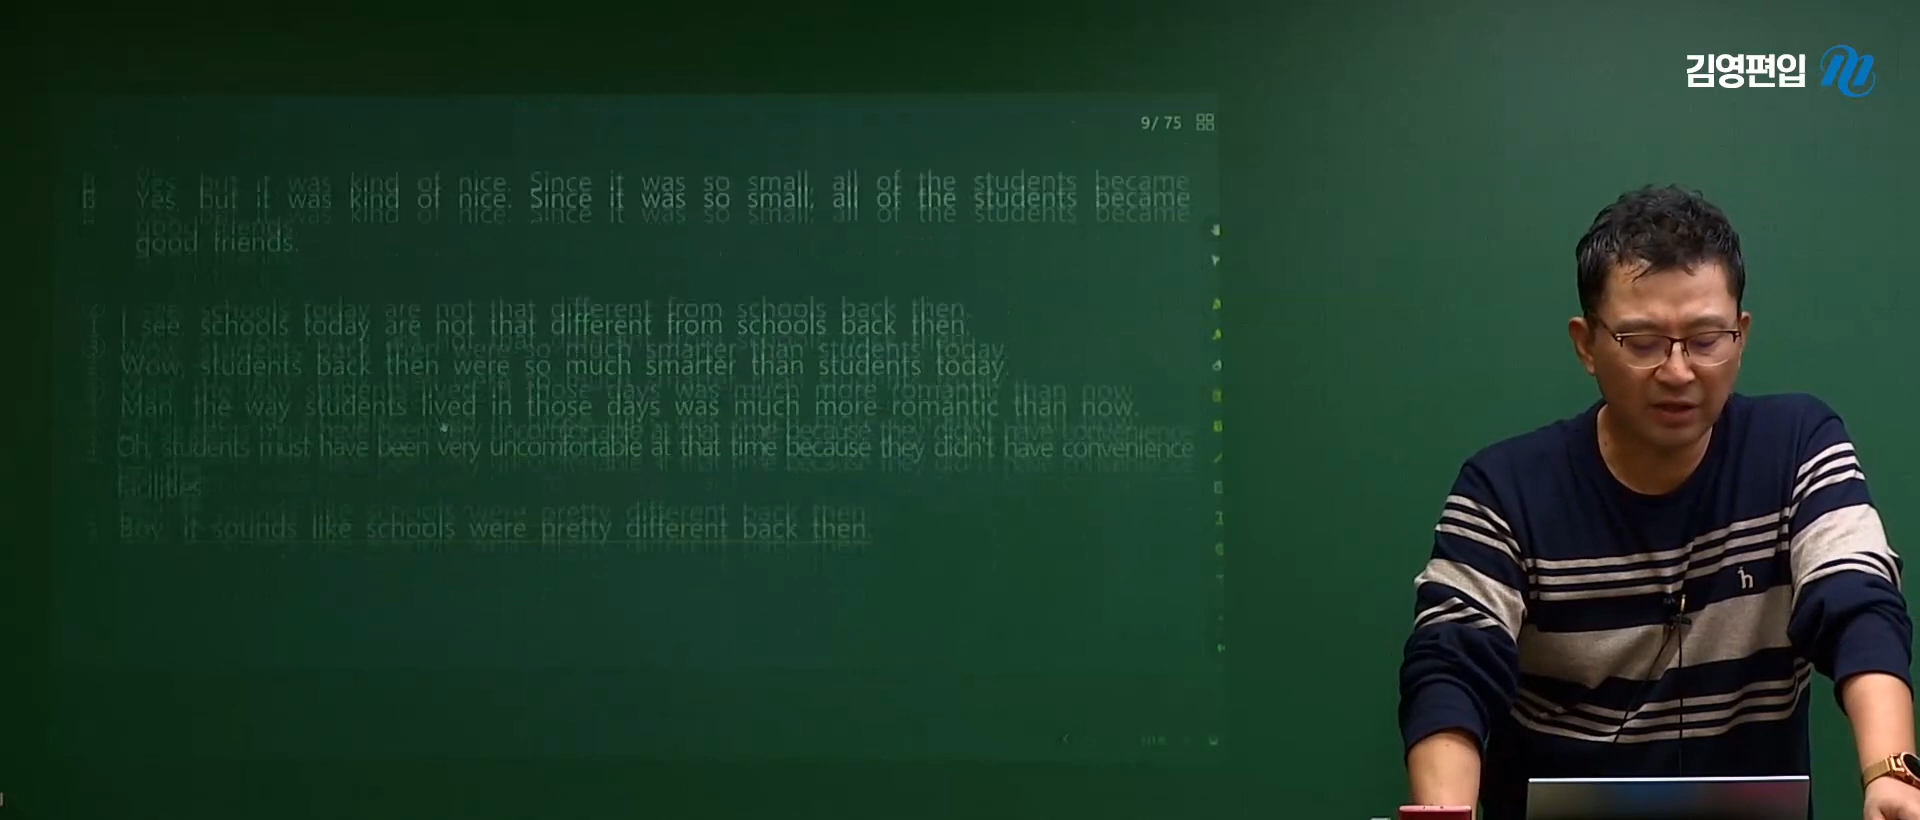 김영편입
9/ 75
B Yes, but it was kind of nice. Since it was so small, all of the students became
good friends.
I see, schools today are not that different from schools back then.
Wow, students back then were so much smarter than students today.
Man, the way students lived in those days was much more romantic than now.
Oh, students must have been very uncomfortable at that time because they didn't have convenience
facilities.
Boy, it sounds like schools were pretty different back then.
h